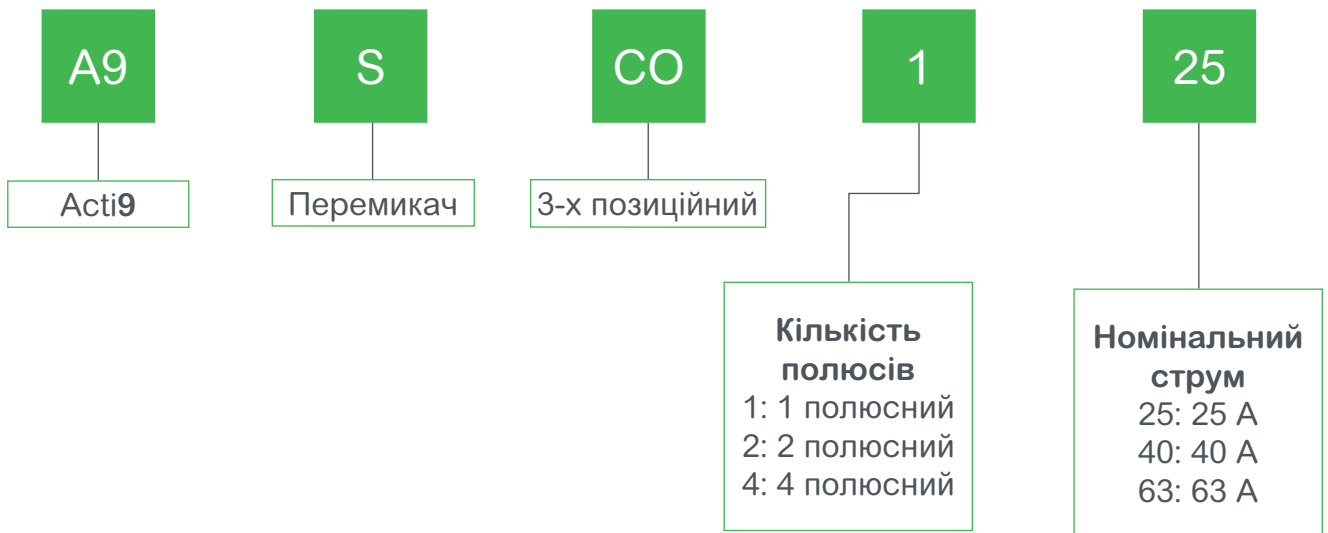 A9
S
CO
1
25
Acti9
Перемикач
3-х позиційний
Кількість
полюсів
1: 1 полюсний
2: 2 полюсний
4: 4 полюсний
Номінальний
струм
25: 25 А
40: 40 А
63: 63 А